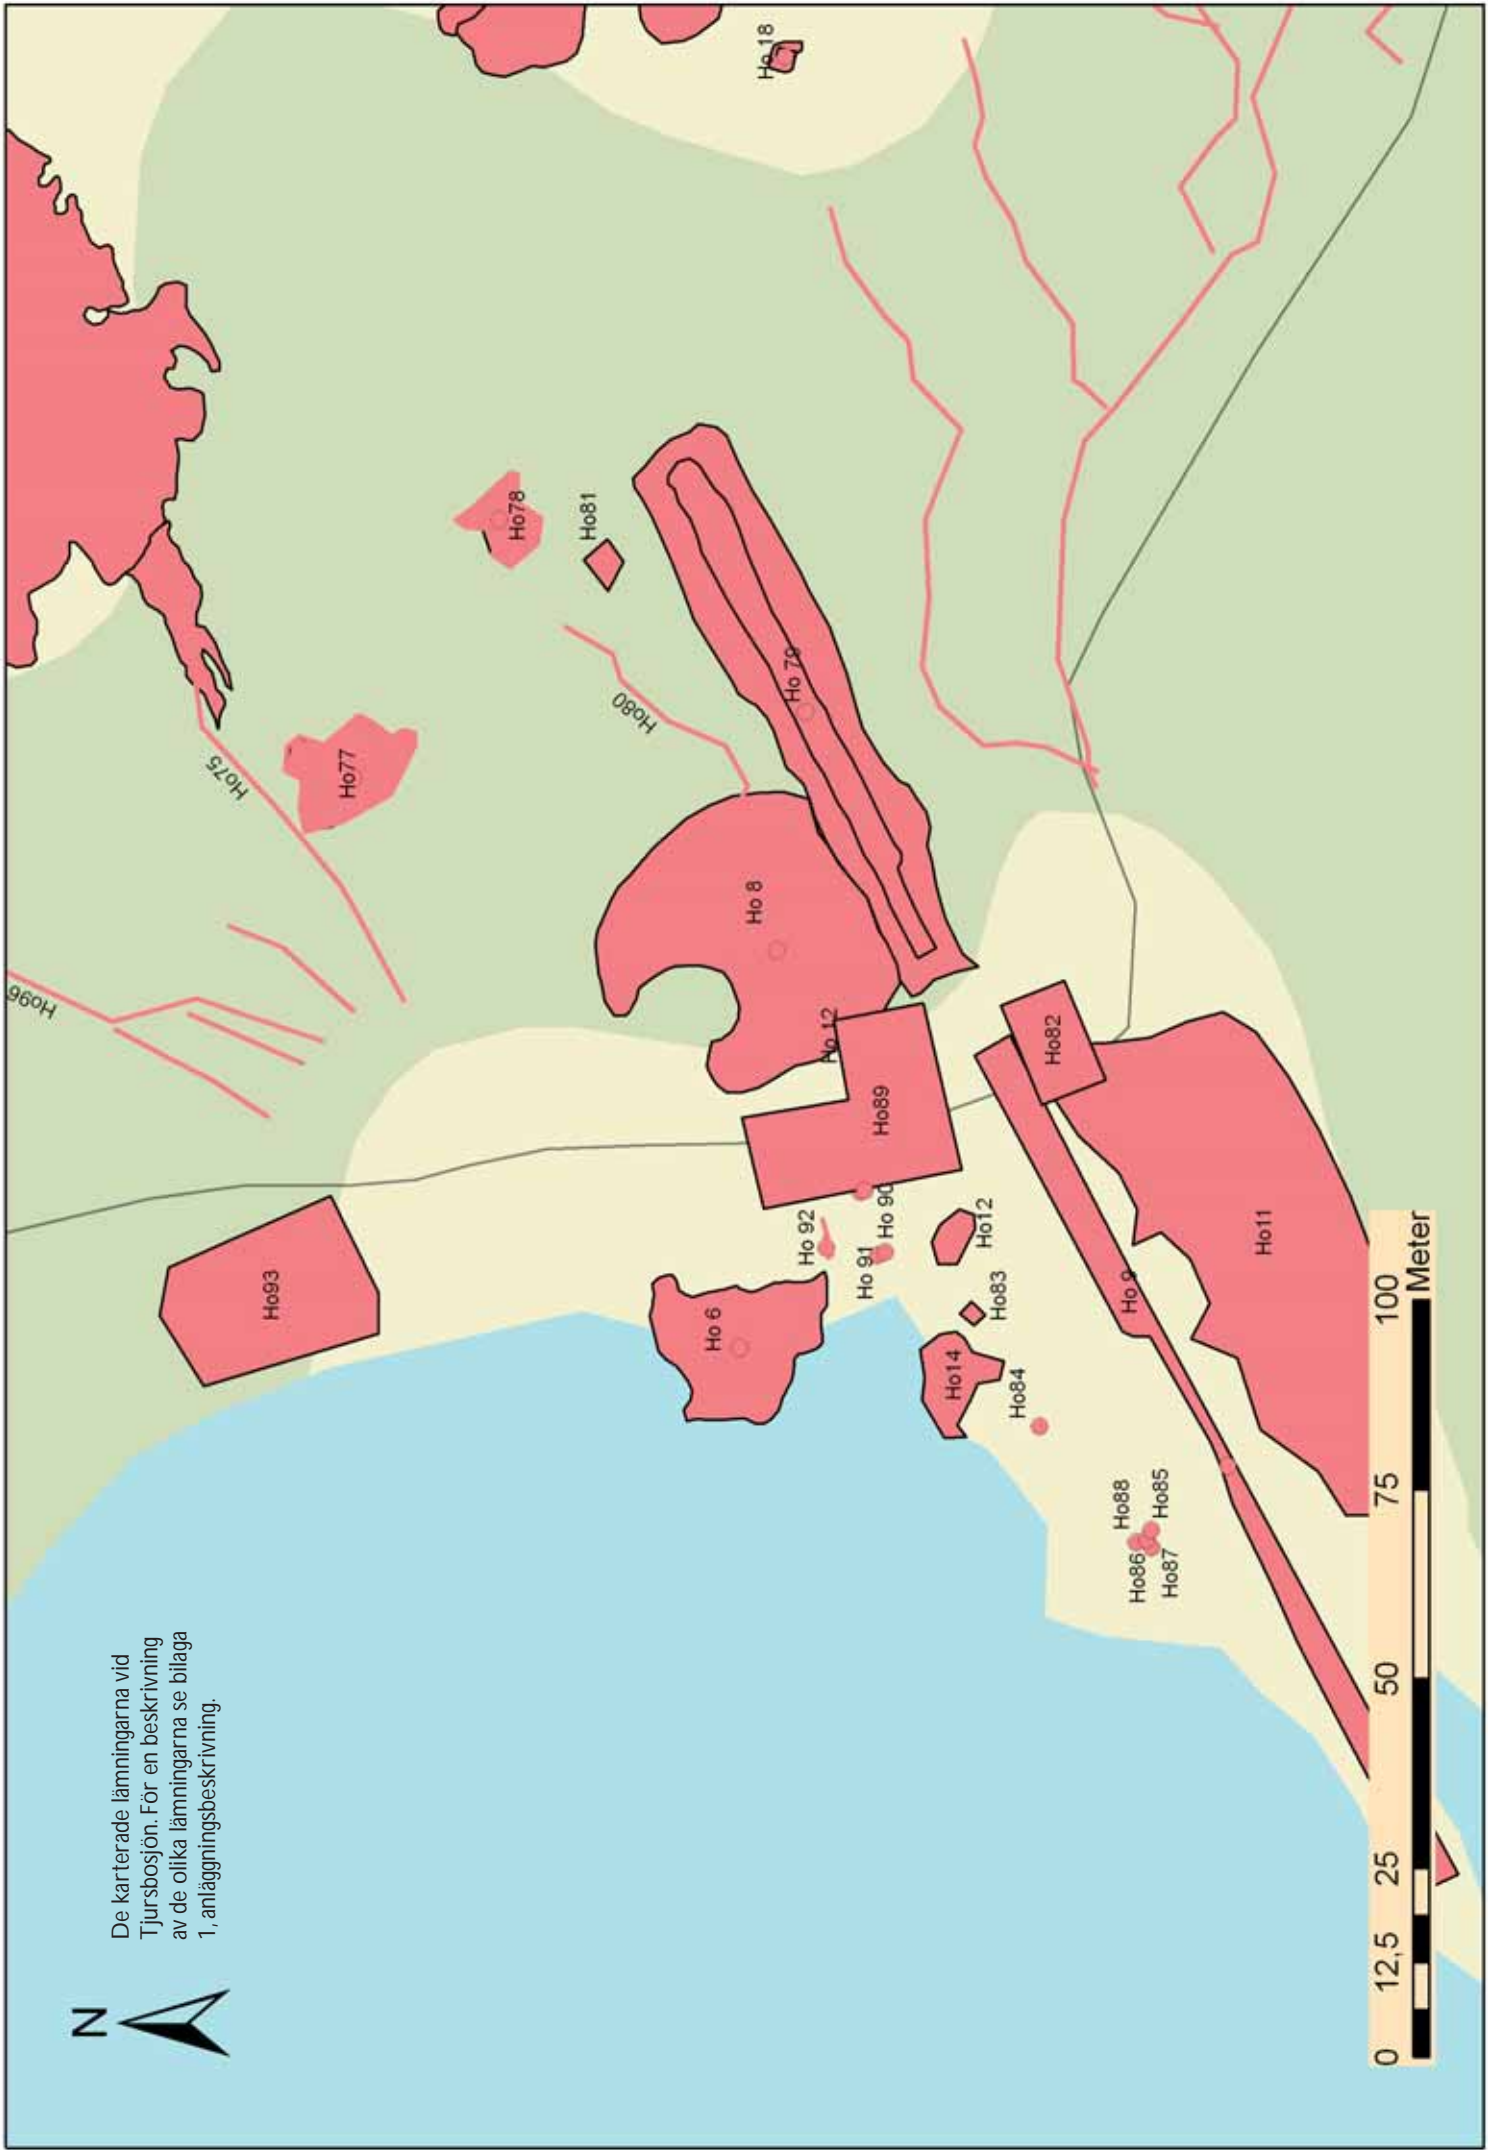 N
De karterade lämningarna vid
Tjursbosjön. För en beskrivning
av de olika lämningarna se bilaga
1, anläggningsbeskrivning.
Ho96
Ho75
Ho77
Ho78
Ho81
Ho80
Ho 18
Ho93
Ho 79
Ho 8
Ho 12
Ho89
Ho 6
Ho 92
Ho 91
Ho 90
Ho12
Ho83
Ho14
Ho84
Ho82
Ho 9
Ho11
Ho88
Ho85
Ho86
Ho87
0 12,5 25 50 75 100
Meter